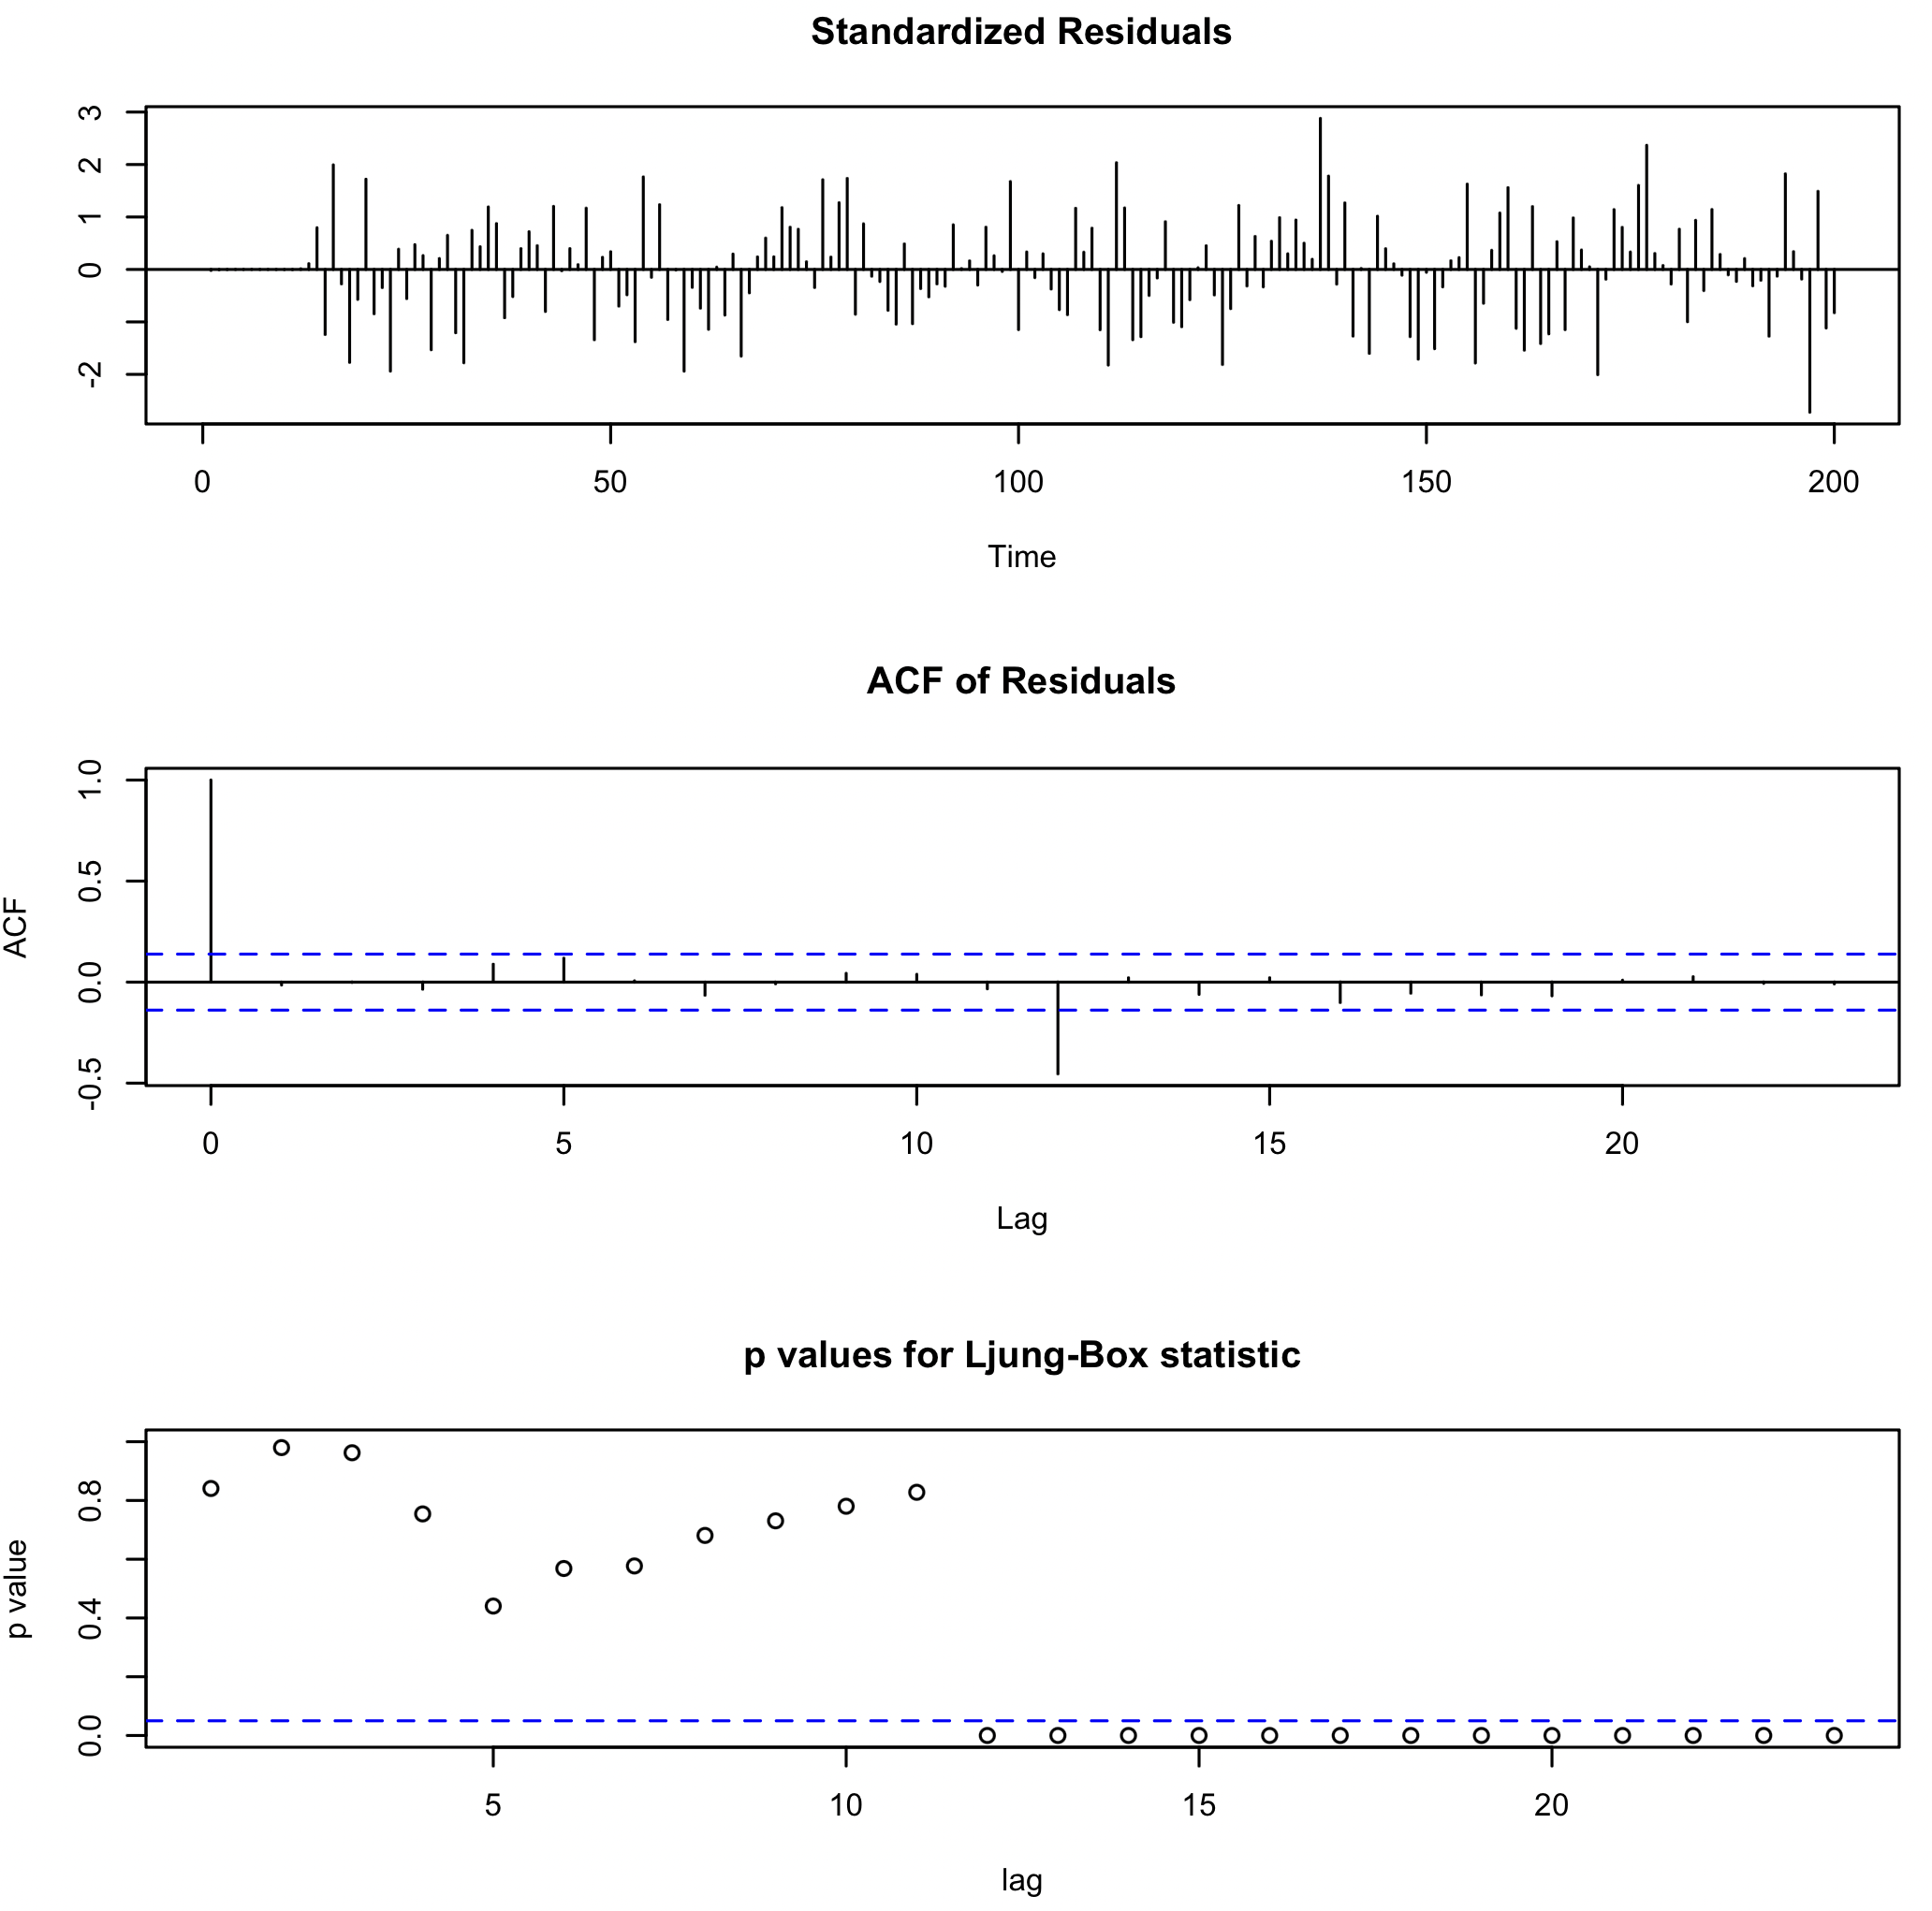 Standardized Residuals
3
2
1
0
-2
0 50 100 150 200
Time
ACF of Residuals
ACF
1.0
0.5
0.0
-0.5
0 5 10 15 20
Lag
p values for Ljung-Box statistic
p value
0.8
0.4
0.0
5 10 15 20
lag